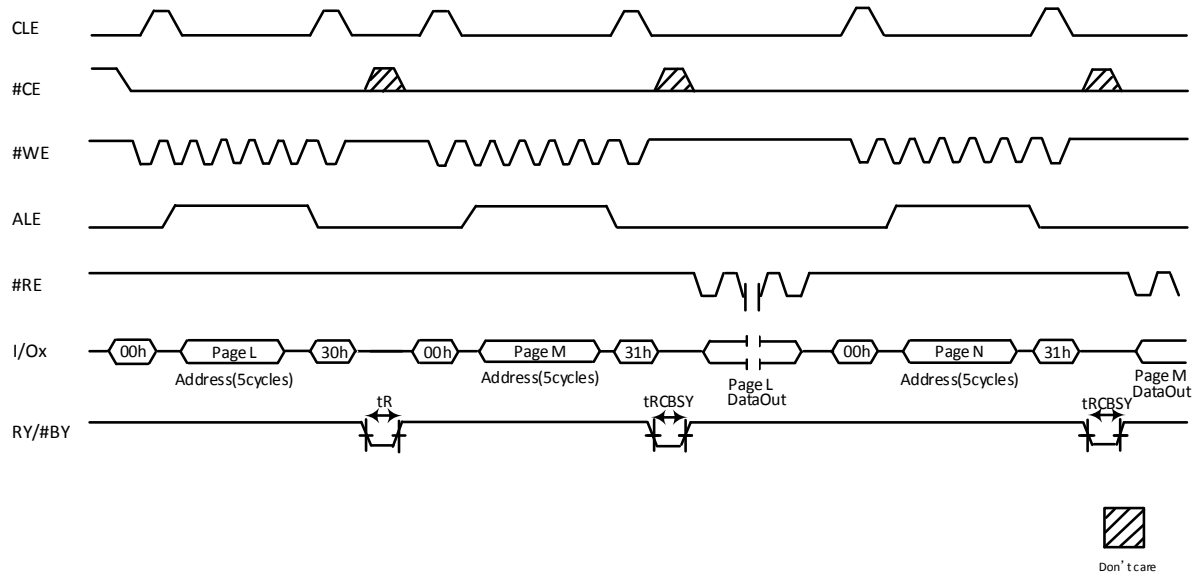 CLE
#CE
#WE
ALE
#RE
I/Ox 00h Page L 30h 00h Page M 31h 00h Page N 31h
Address(5cycles) Address(5cycles) Page L DataOut Address(5cycles) Page M DataOut
tR tRCBSY tRCBSY
RY/#BY
Don't care